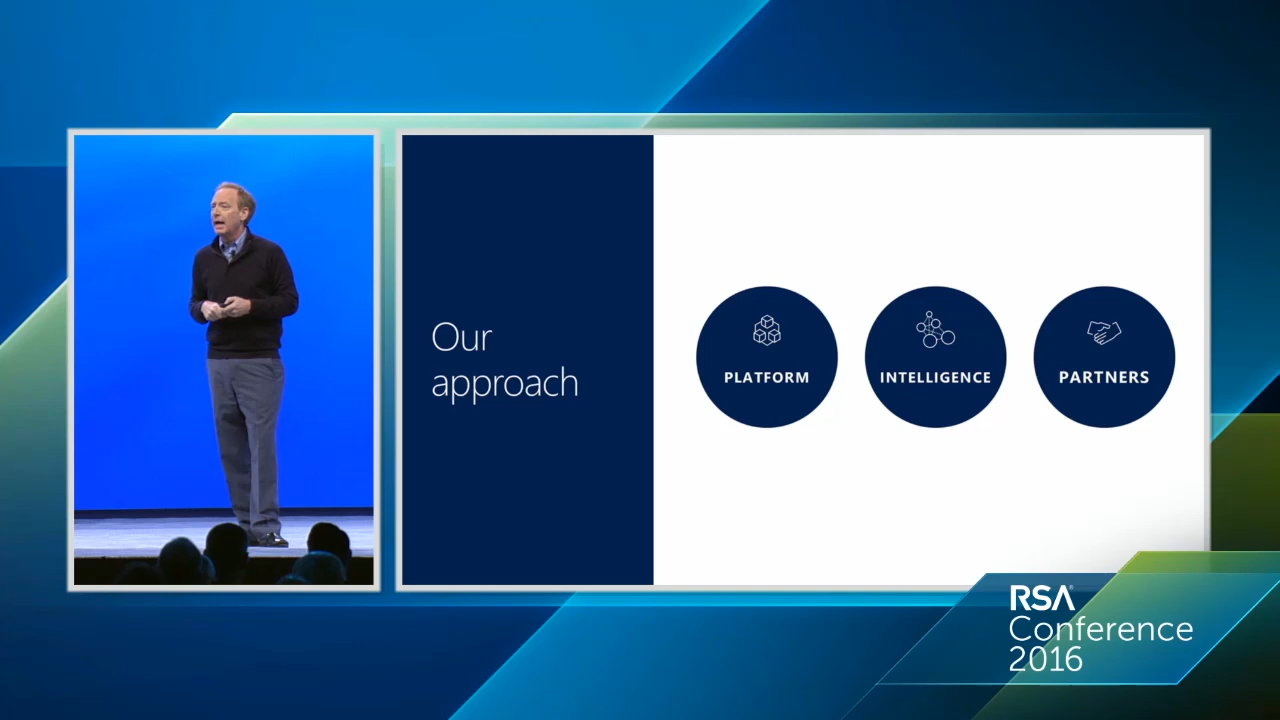 Our
approach
PLATFORM
INTELLIGENCE
PARTNERS
RSA
Conference
2016